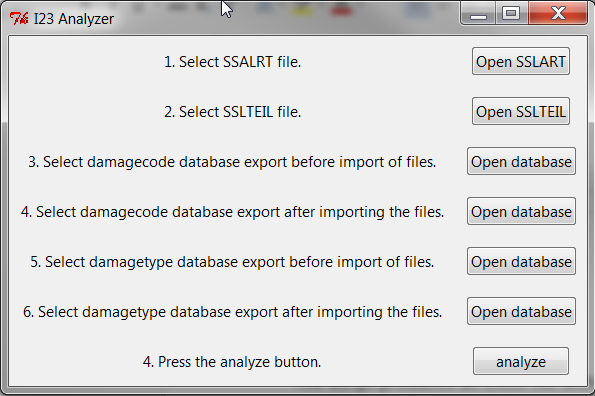 I23 Analyzer
1. Select SSALRT file. Open SSLART
2. Select SSLTEIL file. Open SSLTEIL
3. Select damagecode database export before import of files. Open database
4. Select damagecode database export after importing the files. Open database
5. Select damagetype database export before import of files. Open database
6. Select damagetype database export after importing the files. Open database
4. Press the analyze button. analyze